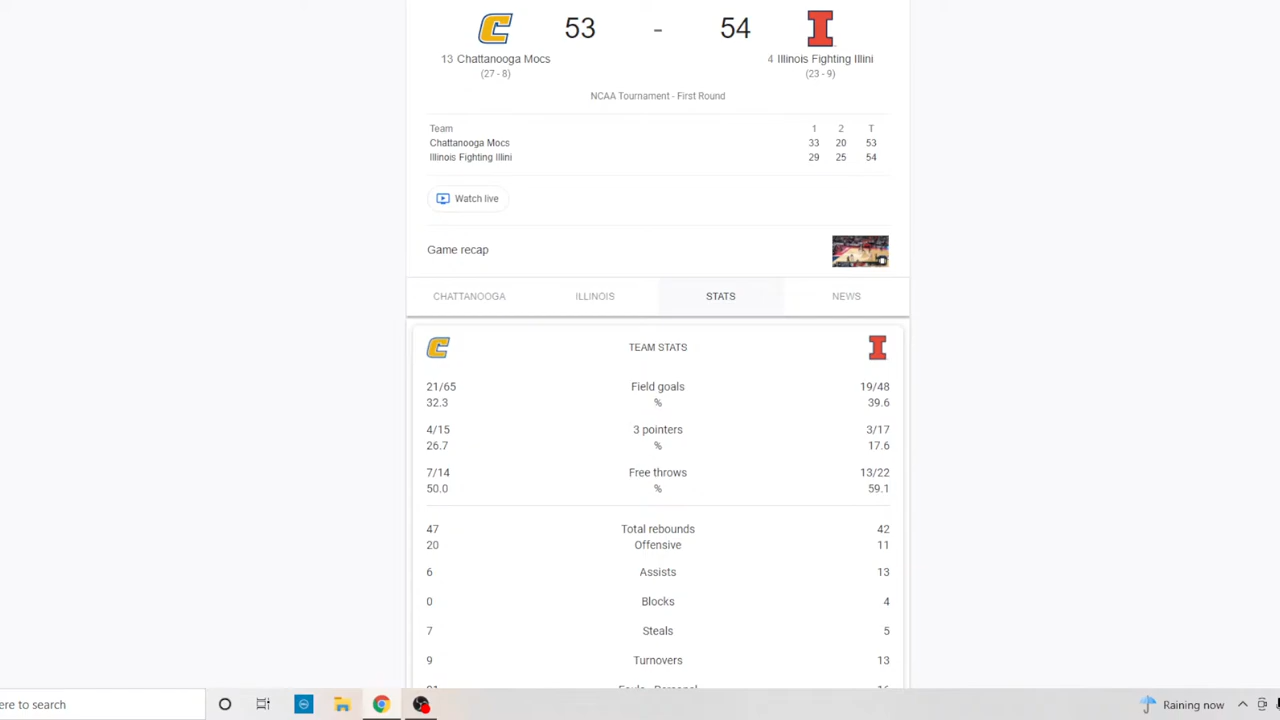 53 - 54
13 Chattanooga Mocs 4 Illinois Fighting Illini
(27 - 8) (23 - 9)
NCAA Tournament - First Round
Team 1 2 T
Chattanooga Mocs 33 20 53
Illinois Fighting Illini 29 25 54
Watch live
Game recap
CHATTANOOGA ILLINOIS STATS NEWS
TEAM STATS
21/65 Field goals 19/48
32.3 % 39.6
4/15 3 pointers 3/17
26.7 % 17.6
7/14 Free throws 13/22
50.0 % 59.1
47 Total rebounds 42
20 Offensive 11
6 Assists 13
0 Blocks 4
7 Steals 5
9 Turnovers 13
ere to search Raining now